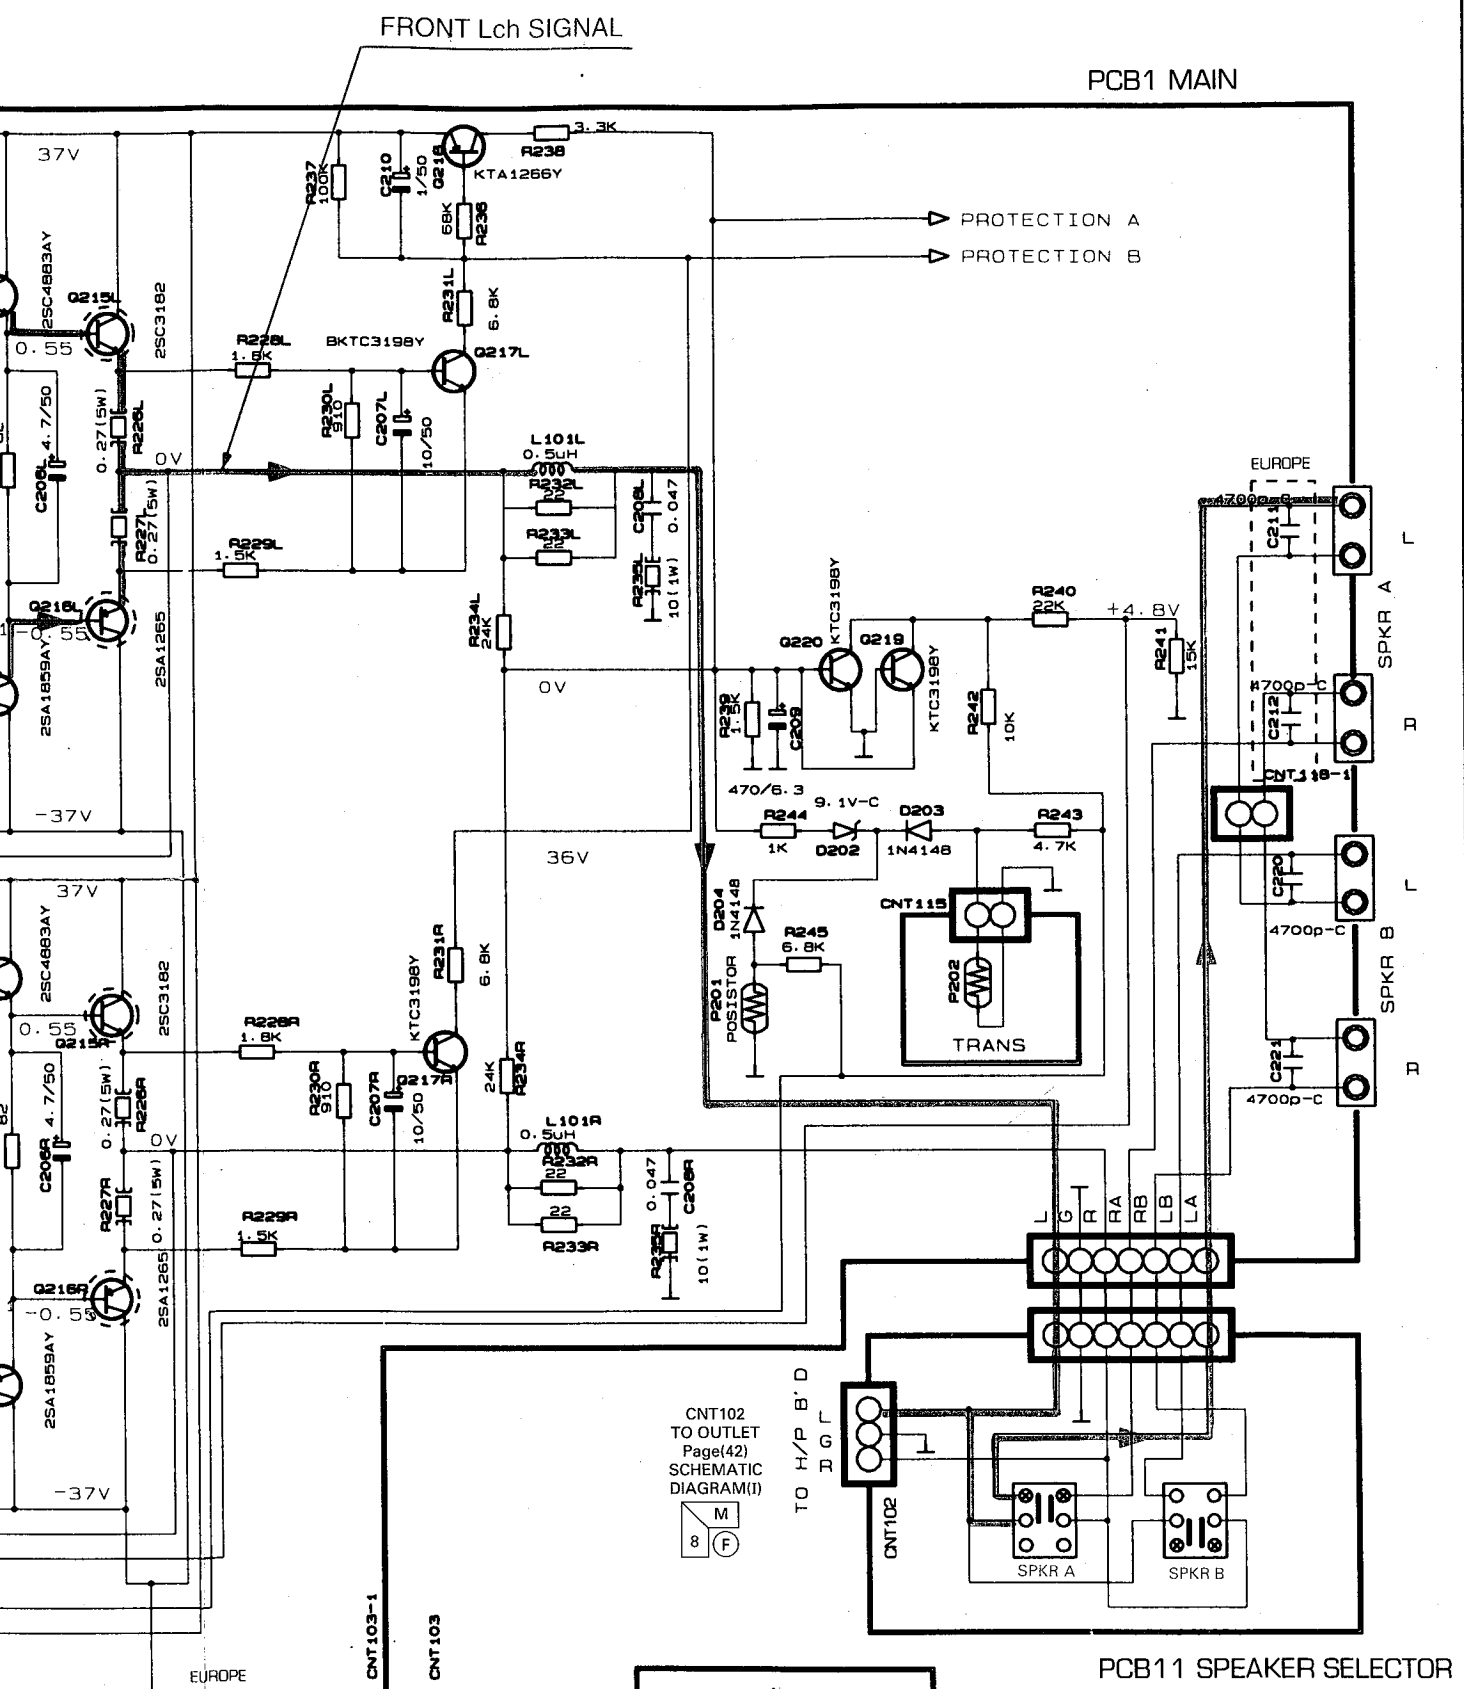 FRONT Lch SIGNAL
PCB1 MAIN
37V
R237
100K
C210
1/50
Q218
KTA1266Y
R238
3.3K
68K
R236
PROTECTION A
PROTECTION B
2SC4883AY
Q215L
2SC3182
0.55
R231L
6.8K
R228L
1.8K
BKTC3198Y
Q217L
C206L
4.7/50
0.27(5W)
R226L
R230L
910
C207L
10/50
0V
L101L
0.5uH
R232L
22
R233L
22
C208L
0.047
R227L
0.27(5W)
R229L
1.5K
R235L
10(1W)
EUROPE
4700p-C
C211
L
SPKR A
Q216L
-0.55
2SA1265
2SA1859AY
R234L
24K
0V
Q220
KTC3198Y
Q219
KTC3198Y
R240
22K
+4.8V
R241
15K
R239
1.5K
C209
470/6.3
R242
10K
4700p-C
C212
R
CNT118-1
-37V
36V
9.1V-C
R244
1K
D202
D203
1N4148
R243
4.7K
37V
2SC4883AY
D204
1N4148
CNT115
C220
L
4700p-C
SPKR B
R231R
6.8K
R245
6.8K
P201
POSISTOR
P202
TRANS
2SC3182
0.55
Q215R
R228R
1.8K
KTC3198Y
Q217R
R234R
24K
C221
R
4700p-C
82
C206R
4.7/50
0.27(5W)
R226R
R230R
910
C207R
10/50
0V
L101R
0.5uH
R232R
22
22
R233R
0.047
C208R
R227R
0.27(5W)
R229R
1.5K
R235R
10(1W)
L
G
R
RA
RB
LB
LA
Q216R
-0.55
2SA1265
2SA1859AY
-37V
CNT102
TO OUTLET
Page(42)
SCHEMATIC
DIAGRAM(I)
M
8
F
TO H/P B'D
L
G
R
CNT102
SPKR A
SPKR B
CNT103-1
CNT103
EUROPE
PCB11 SPEAKER SELECTOR